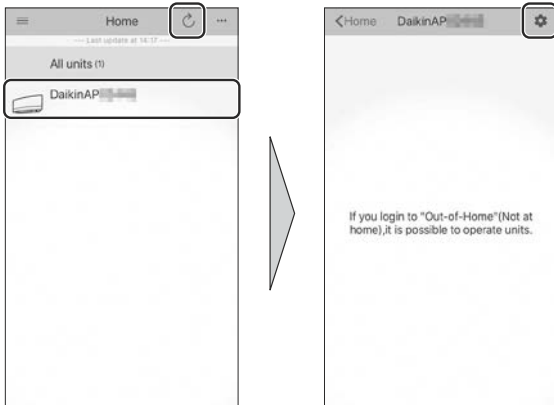 Home
Last update at 14:17
All units (1)
DaikinAP
Home
DaikinAP
If you login to "Out-of-Home"(Not at
home),it is possible to operate units.